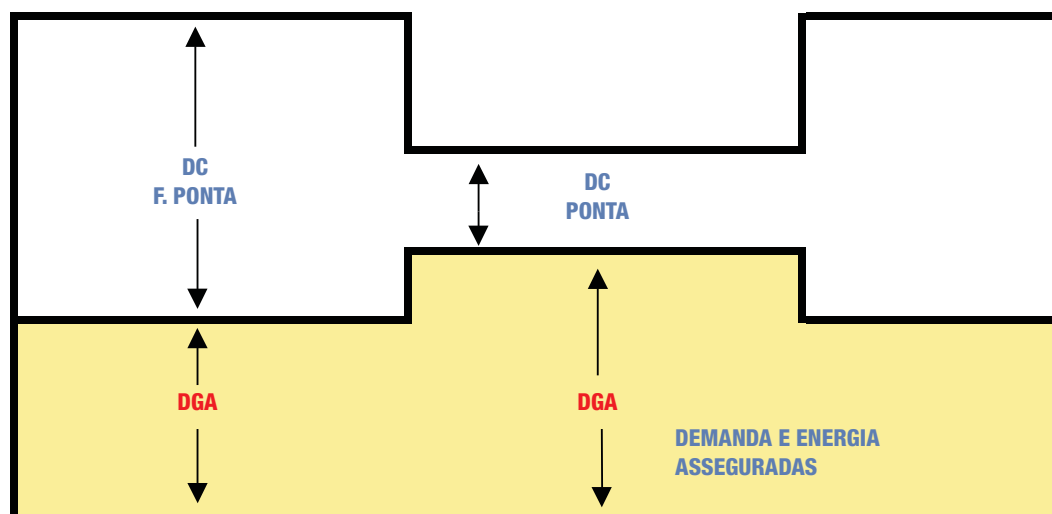 DC
F. PONTA
DC
PONTA
DGA
DGA
DEMANDA E ENERGIA
ASSEGURADAS